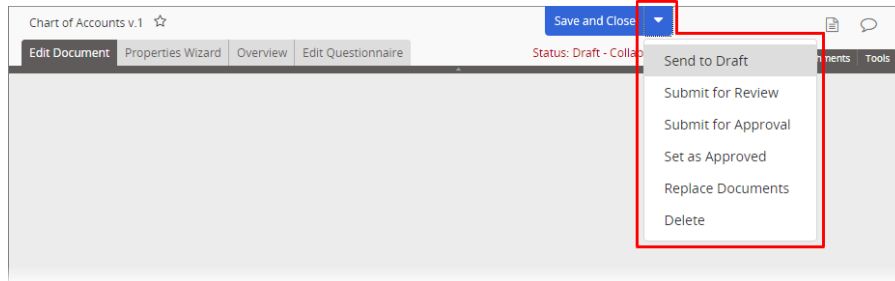 Chart of Accounts v.1
Save and Close
Edit Document
Properties Wizard
Overview
Edit Questionnaire
Status: Draft -
Tools
Send to Draft
Submit for Review
Submit for Approval
Set as Approved
Replace Documents
Delete